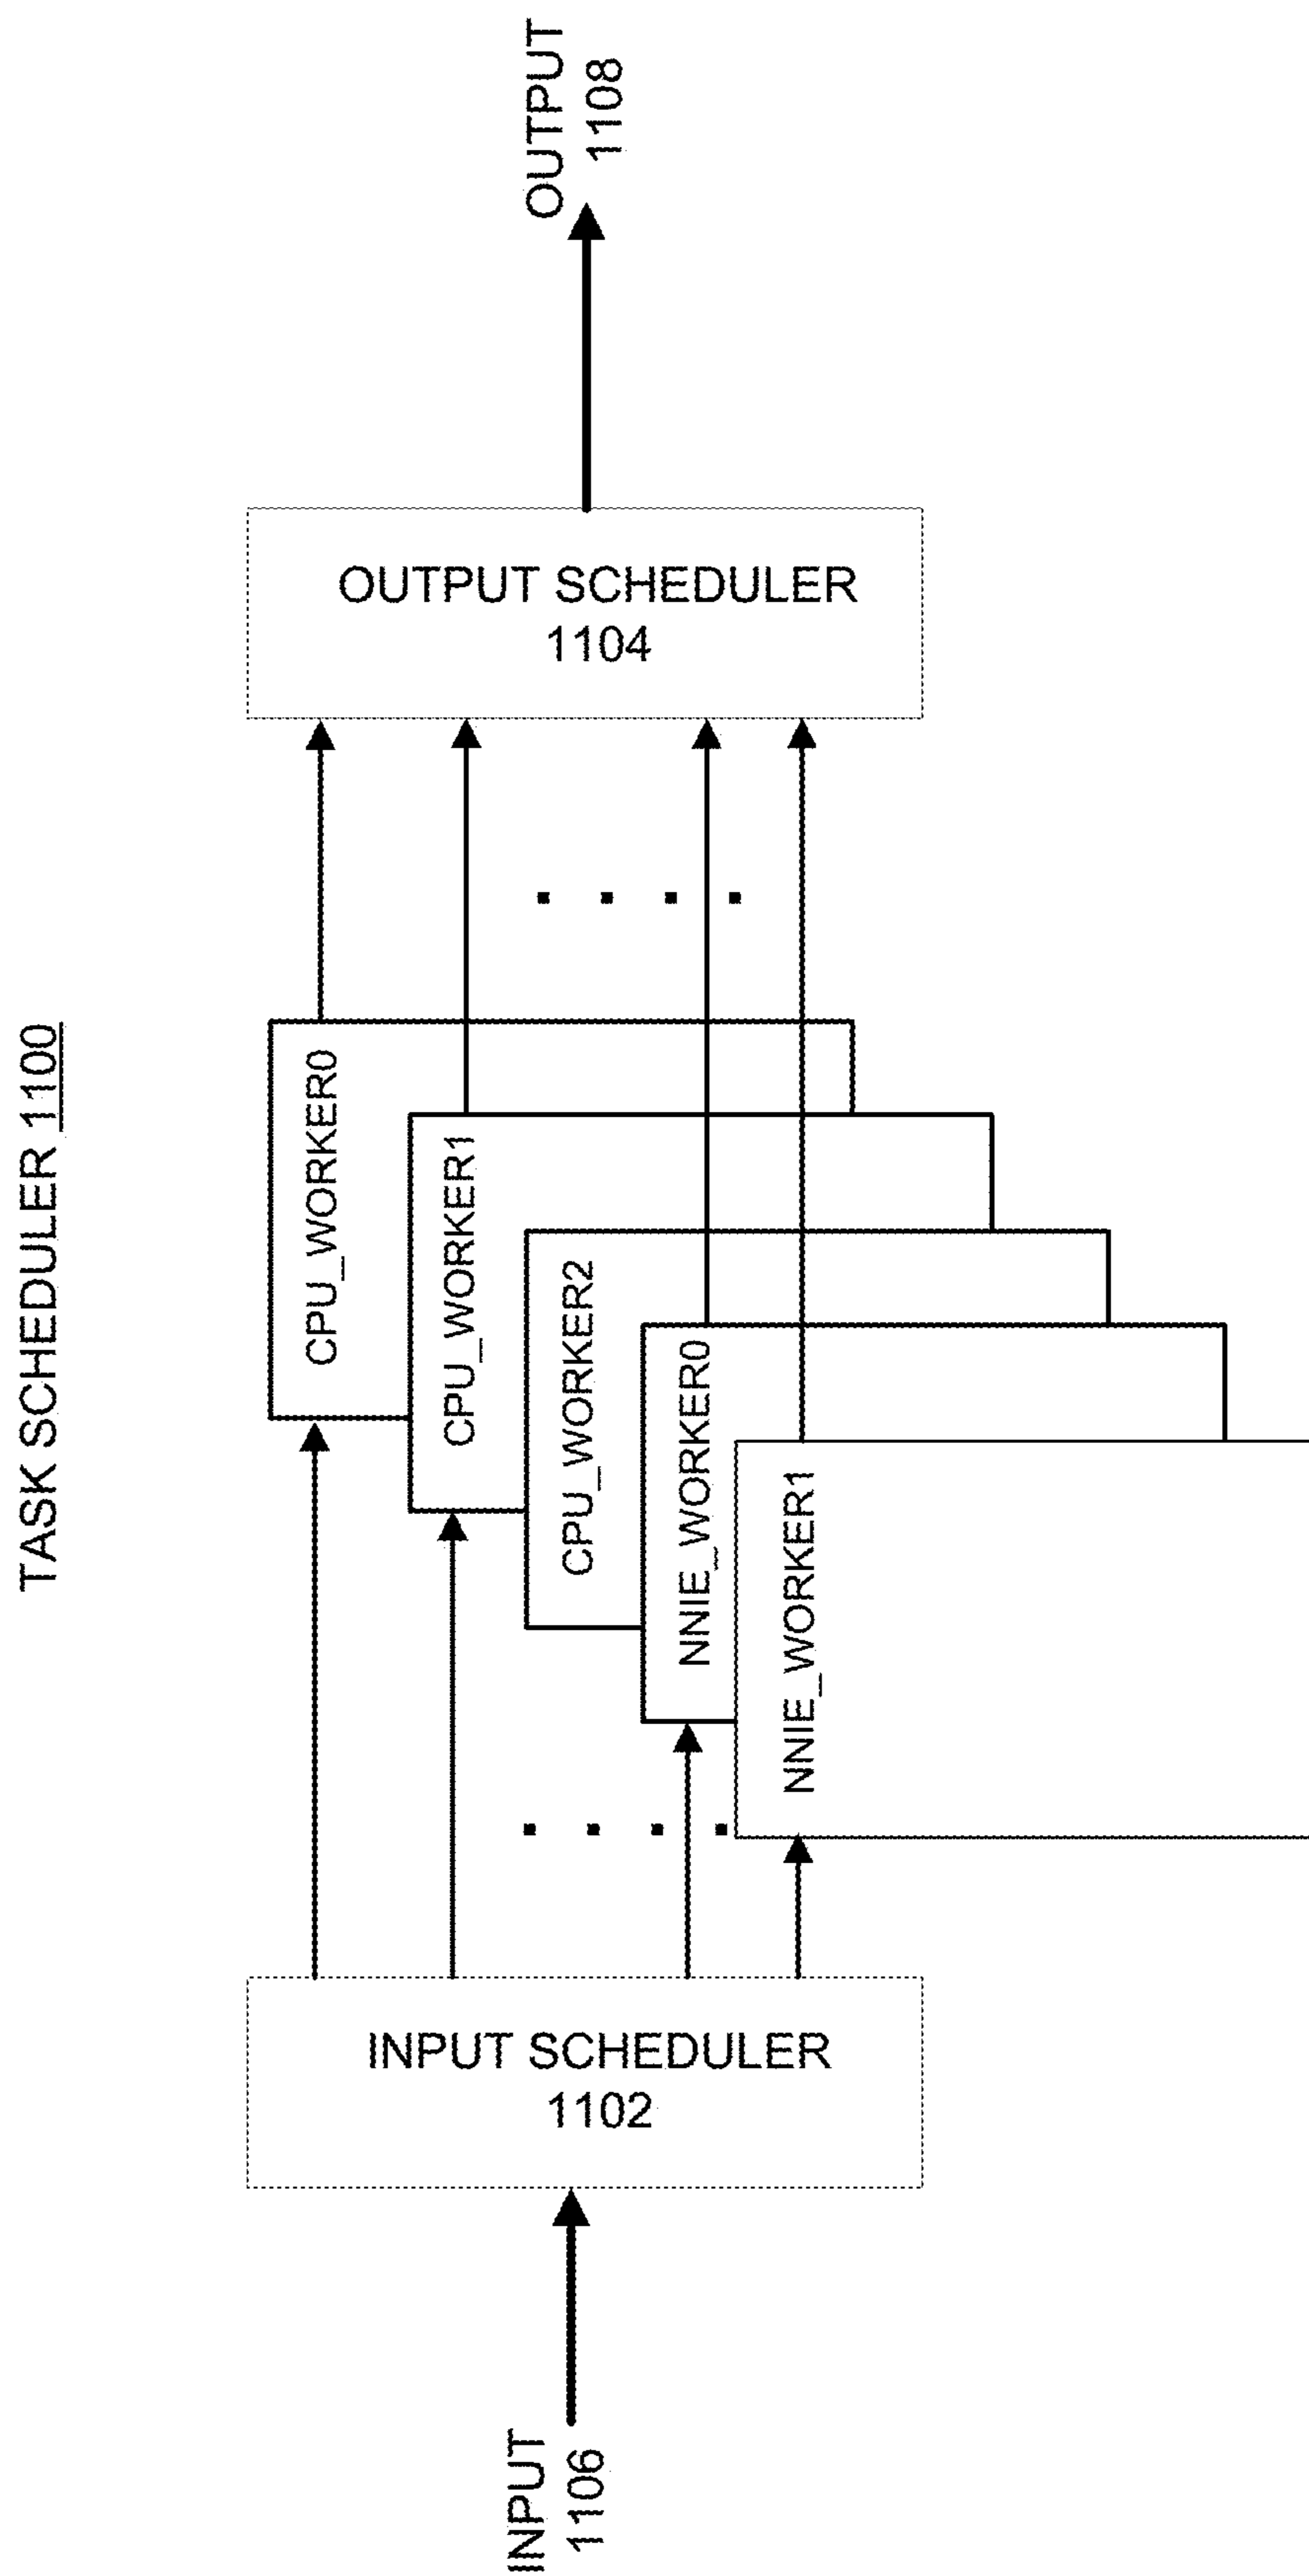 TASK SCHEDULER 1100
INPUT
1106
INPUT SCHEDULER
1102
CPU_WORKER0
CPU_WORKER1
CPU_WORKER2
NNIE_WORKER0
NNIE_WORKER1
OUTPUT SCHEDULER
1104
OUTPUT
1108